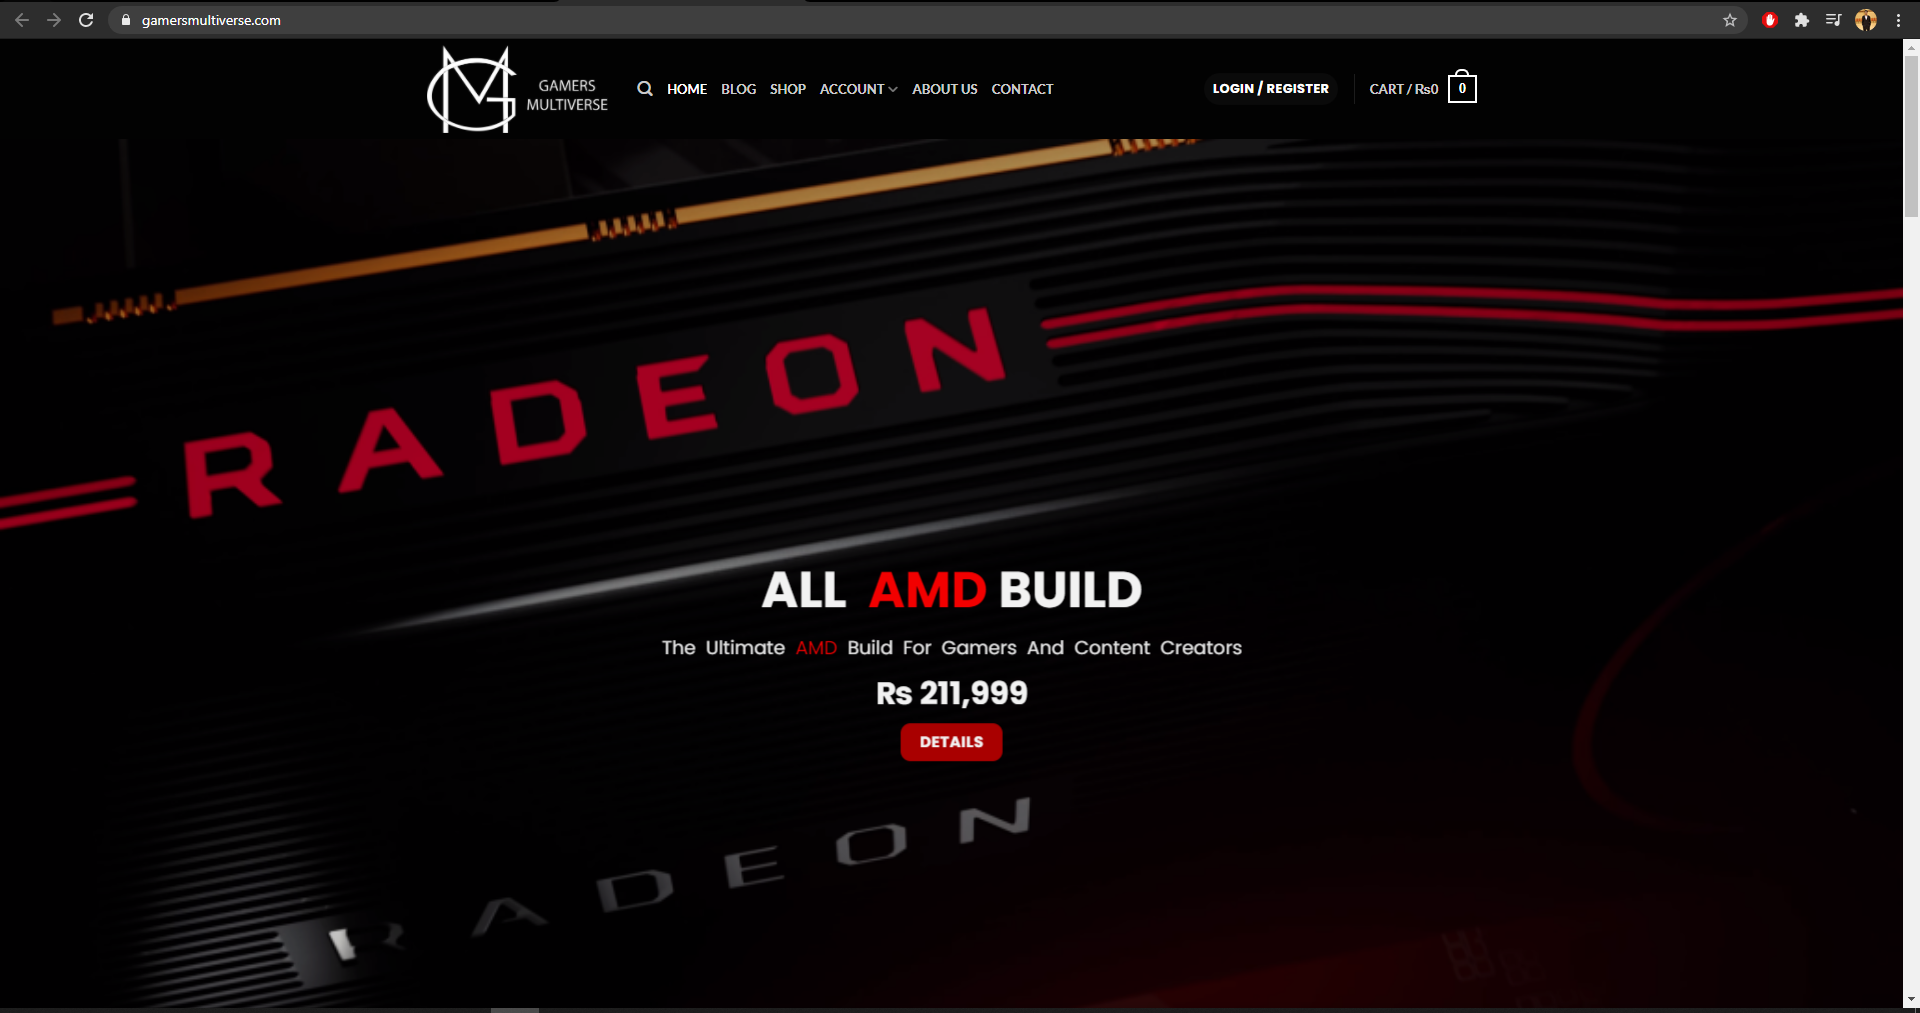 gamersmultiverse.com
GAMERS
MULTIVERSE
HOME BLOG SHOP ACCOUNT ABOUT US CONTACT LOGIN / REGISTER CART / ₨0 0
RADEON
ALL AMD BUILD
The Ultimate AMD Build For Gamers And Content Creators
₨ 211,999
DETAILS
RADEON